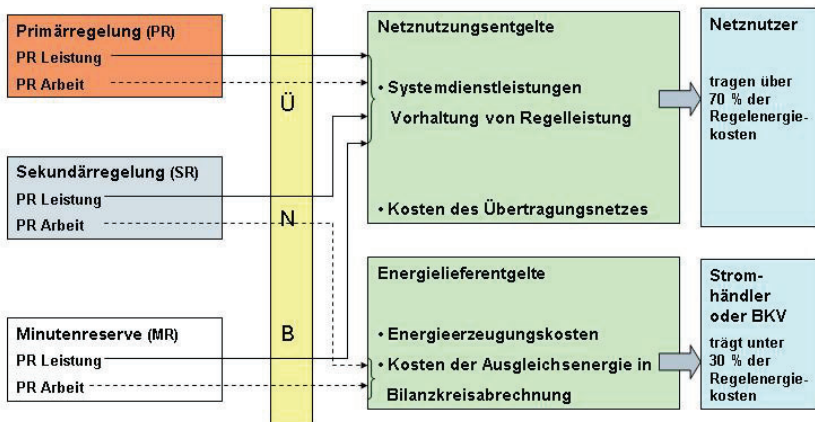 Primärregelung (PR)
PR Leistung
PR Arbeit
Sekundärregelung (SR)
PR Leistung
PR Arbeit
Minutenreserve (MR)
PR Leistung
PR Arbeit
Ü
N
B
Netznutzungsentgelte
• Systemdienstleistungen
Vorhaltung von Regelleistung
• Kosten des Übertragungsnetzes
Energielieferentgelte
• Energieerzeugungskosten
• Kosten der Ausgleichsenergie in
Bilanzkreisabrechnung
Netznutzer
tragen über
70 % der
Regelenergie-
kosten
Strom-
händler
oder BKV
trägt unter
30 % der
Regelenergie-
kosten